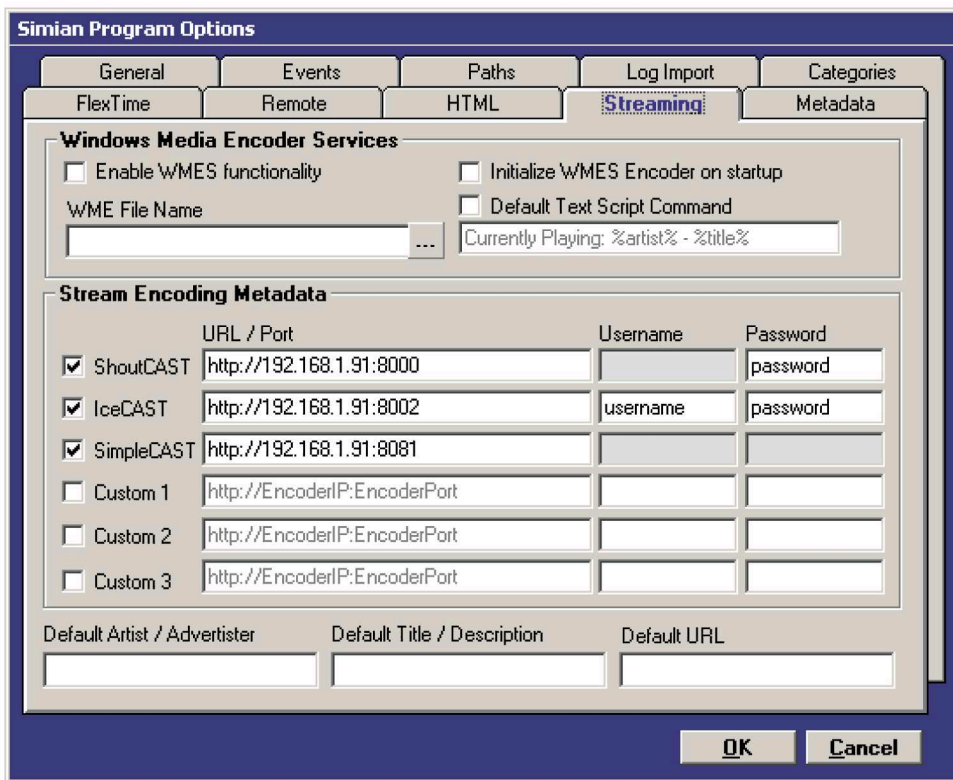 Simian Program Options
General Events Paths Log Import Categories
FlexTime Remote HTML Streaming Metadata
Windows Media Encoder Services
Enable WMES functionality Initialize WMES Encoder on startup
WME File Name Default Text Script Command
... Currently Playing: %artist% - %title%
Stream Encoding Metadata
URL / Port Username Password
ShoutCAST http://192.168.1.91:8000 password
IceCAST http://192.168.1.91:8002 username password
SimpleCAST http://192.168.1.91:8081
Custom 1 http://EncoderIP:EncoderPort
Custom 2 http://EncoderIP:EncoderPort
Custom 3 http://EncoderIP:EncoderPort
Default Artist / Advertister Default Title / Description Default URL
OK Cancel